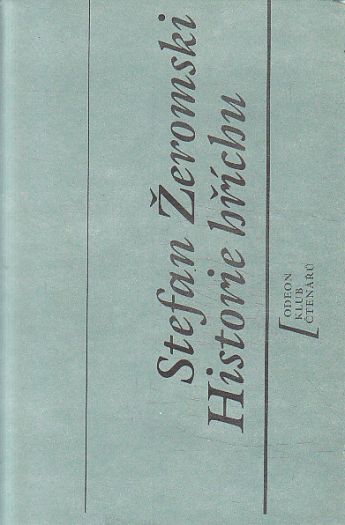 Stefan Žeromski
Historie hříchu
ODEON
KLUB
ČTENÁŘŮ